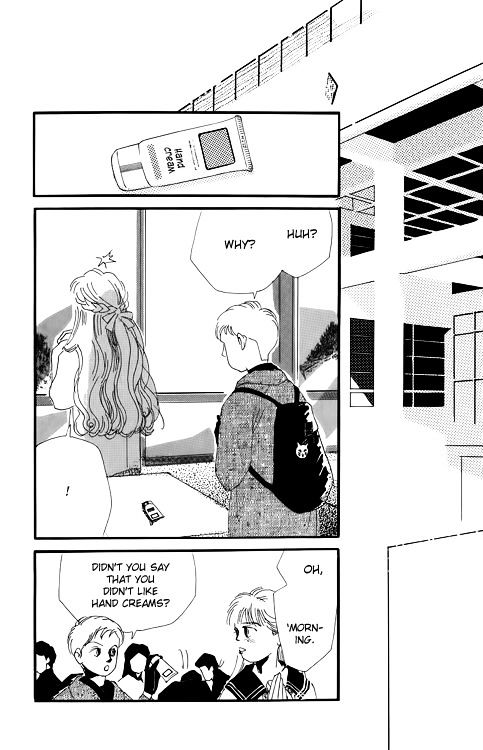 Hand
cream
HUH?
WHY?
!
OH,
'MORN-
ING.
DIDN'T YOU SAY
THAT YOU
DIDN'T LIKE
HAND CREAMS?